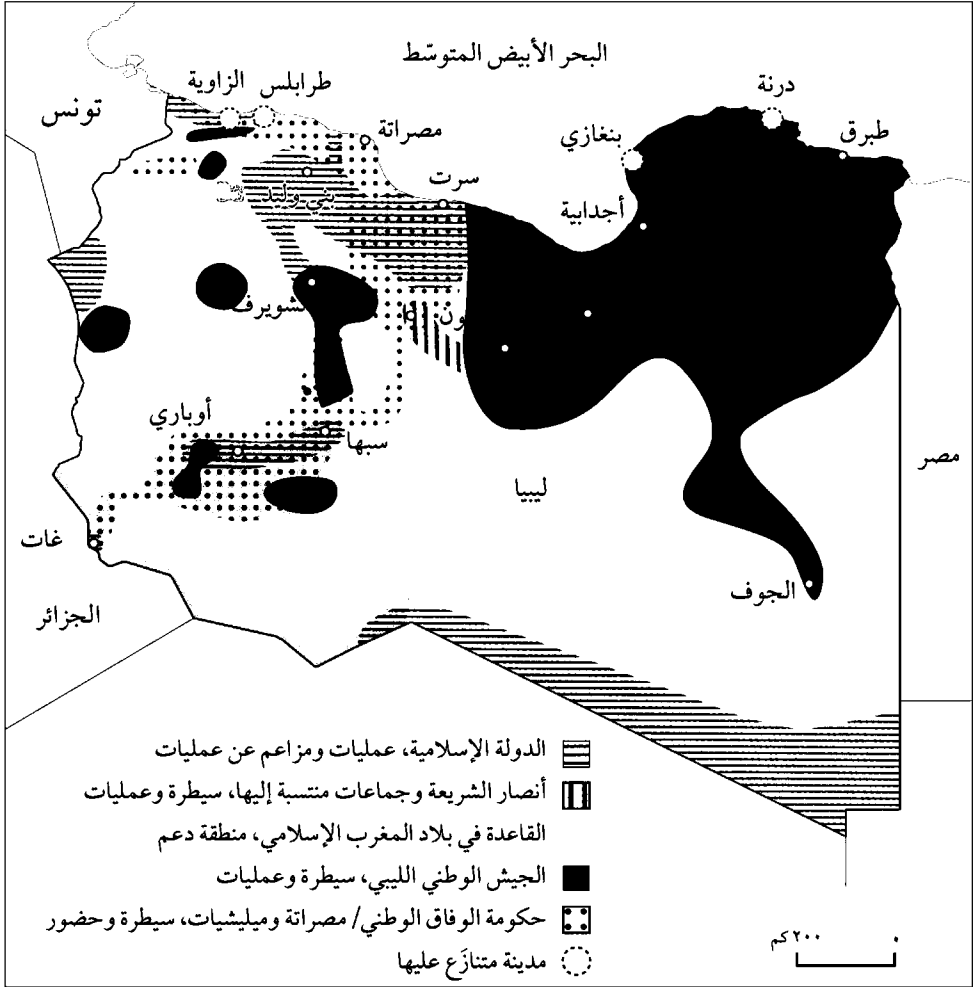 البحر الأبيض المتوسّط
تونس
الزاوية
طرابلس
مصراتة
درنة
طبرق
بنغازي
سرت
أجدابية
بني وليد
أوباري
سبها
ليبيا
مصر
غات
الجوف
الجزائر
الدولة الإسلامية، عمليات ومزاعم عن عمليات
أنصار الشريعة وجماعات منتسبة إليها، سيطرة وعمليات
القاعدة في بلاد المغرب الإسلامي، منطقة دعم
الجيش الوطني الليبي، سيطرة وعمليات
حكومة الوفاق الوطني/ مصراتة وميليشيات، سيطرة وحضور
مدينة متنازَع عليها
٠ ٢٠٠ كم